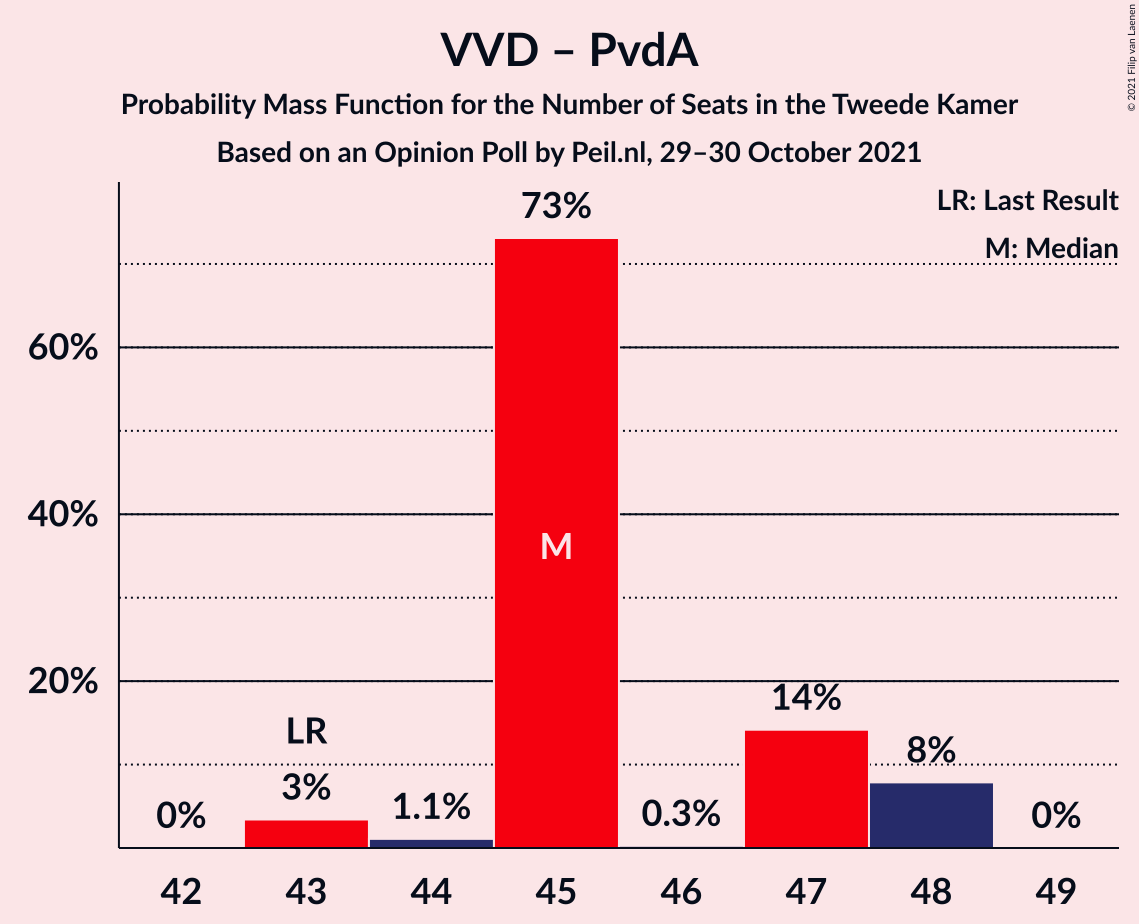 VVD – PvdA
Probability Mass Function for the Number of Seats in the Tweede Kamer
Based on an Opinion Poll by Peil.nl, 29–30 October 2021
© 2021 Filip van Laenen
LR: Last Result
M: Median
73%
60%
40%
20%
M
LR
0%
3%
1.1%
0.3%
14%
8%
0%
42 43 44 45 46 47 48 49